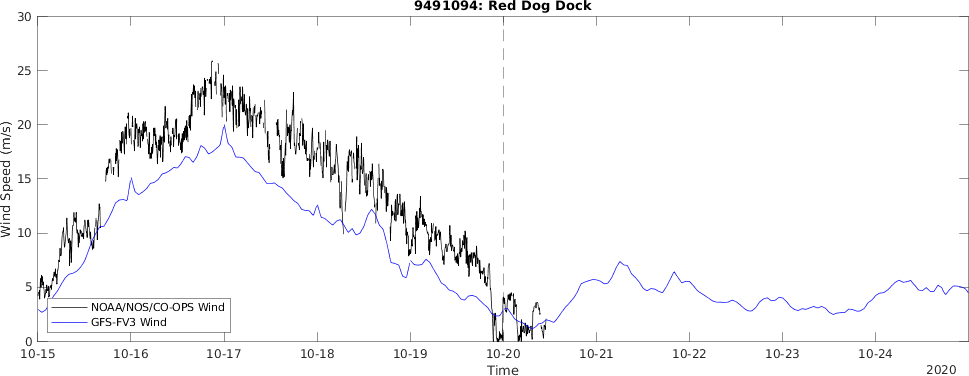 9491094: Red Dog Dock
Wind Speed (m/s)
30
25
20
15
10
5
0
NOAA/NOS/CO-OPS Wind
GFS-FV3 Wind
10-15 10-16 10-17 10-18 10-19 10-20 10-21 10-22 10-23 10-24
Time
2020